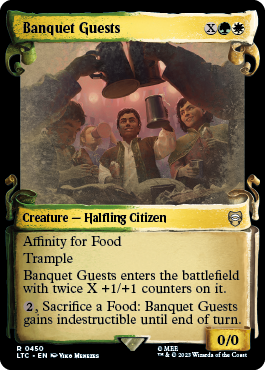 Banquet Guests X
Creature — Halfling Citizen
Affinity for Food
Trample
Banquet Guests enters the battlefield
with twice X +1/+1 counters on it.
2, Sacrifice a Food: Banquet Guests
gains indestructible until end of turn.
0/0
R 0450
LTC • EN Viko Menezes
© MEE
™ & © 2023 Wizards of the Coast